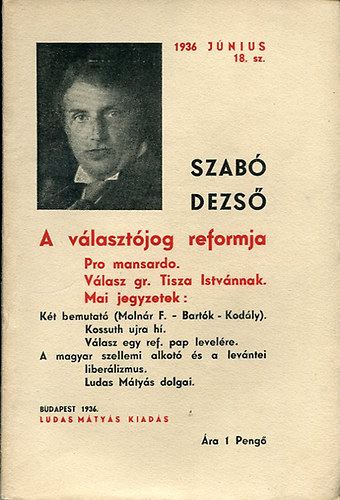 1936 JÚNIUS
18. sz.
SZABÓ
DEZSŐ
A választójog reformja
Pro mansardo.
Válasz gr. Tisza Istvánnak.
Mai jegyzetek:
Két bemutató (Molnár F. - Bartók - Kodály).
Kossuth ujra hí.
Válasz egy ref. pap levelére.
A magyar szellemi alkotó és a levántei
liberálizmus.
Ludas Mátyás dolgai.
BUDAPEST 1936.
LUDAS MÁTYÁS KIADÁS
Ára 1 Pengő